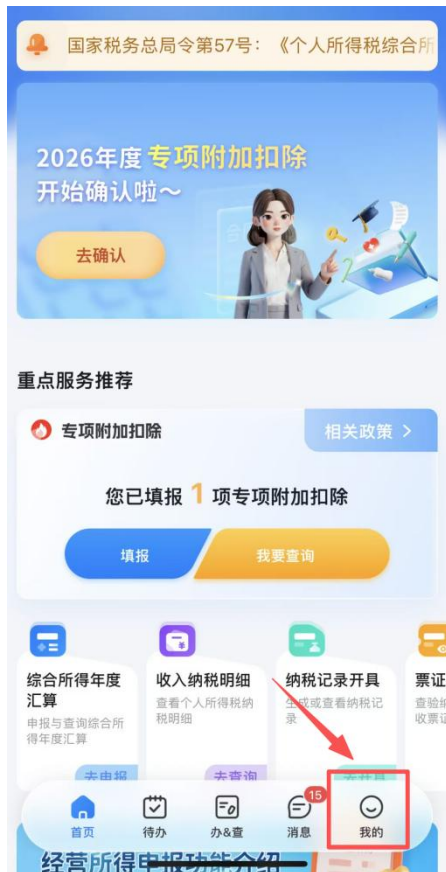 国家税务总局令第57号：《个人所得税综合所
2026年度专项附加扣除
开始确认啦～
去确认
重点服务推荐
专项附加扣除
相关政策 >
您已填报 1 项专项附加扣除
填报
我要查询
综合所得年度汇算
申报与查询综合所得年度汇算
去申报
收入纳税明细
查看个人所得税纳税明细
去查询
纳税记录开具
生成或查看纳税记录
去开具
票证
查验纳
收票证
首页
待办
办&查
15
消息
我的
经营所得申报功能介绍